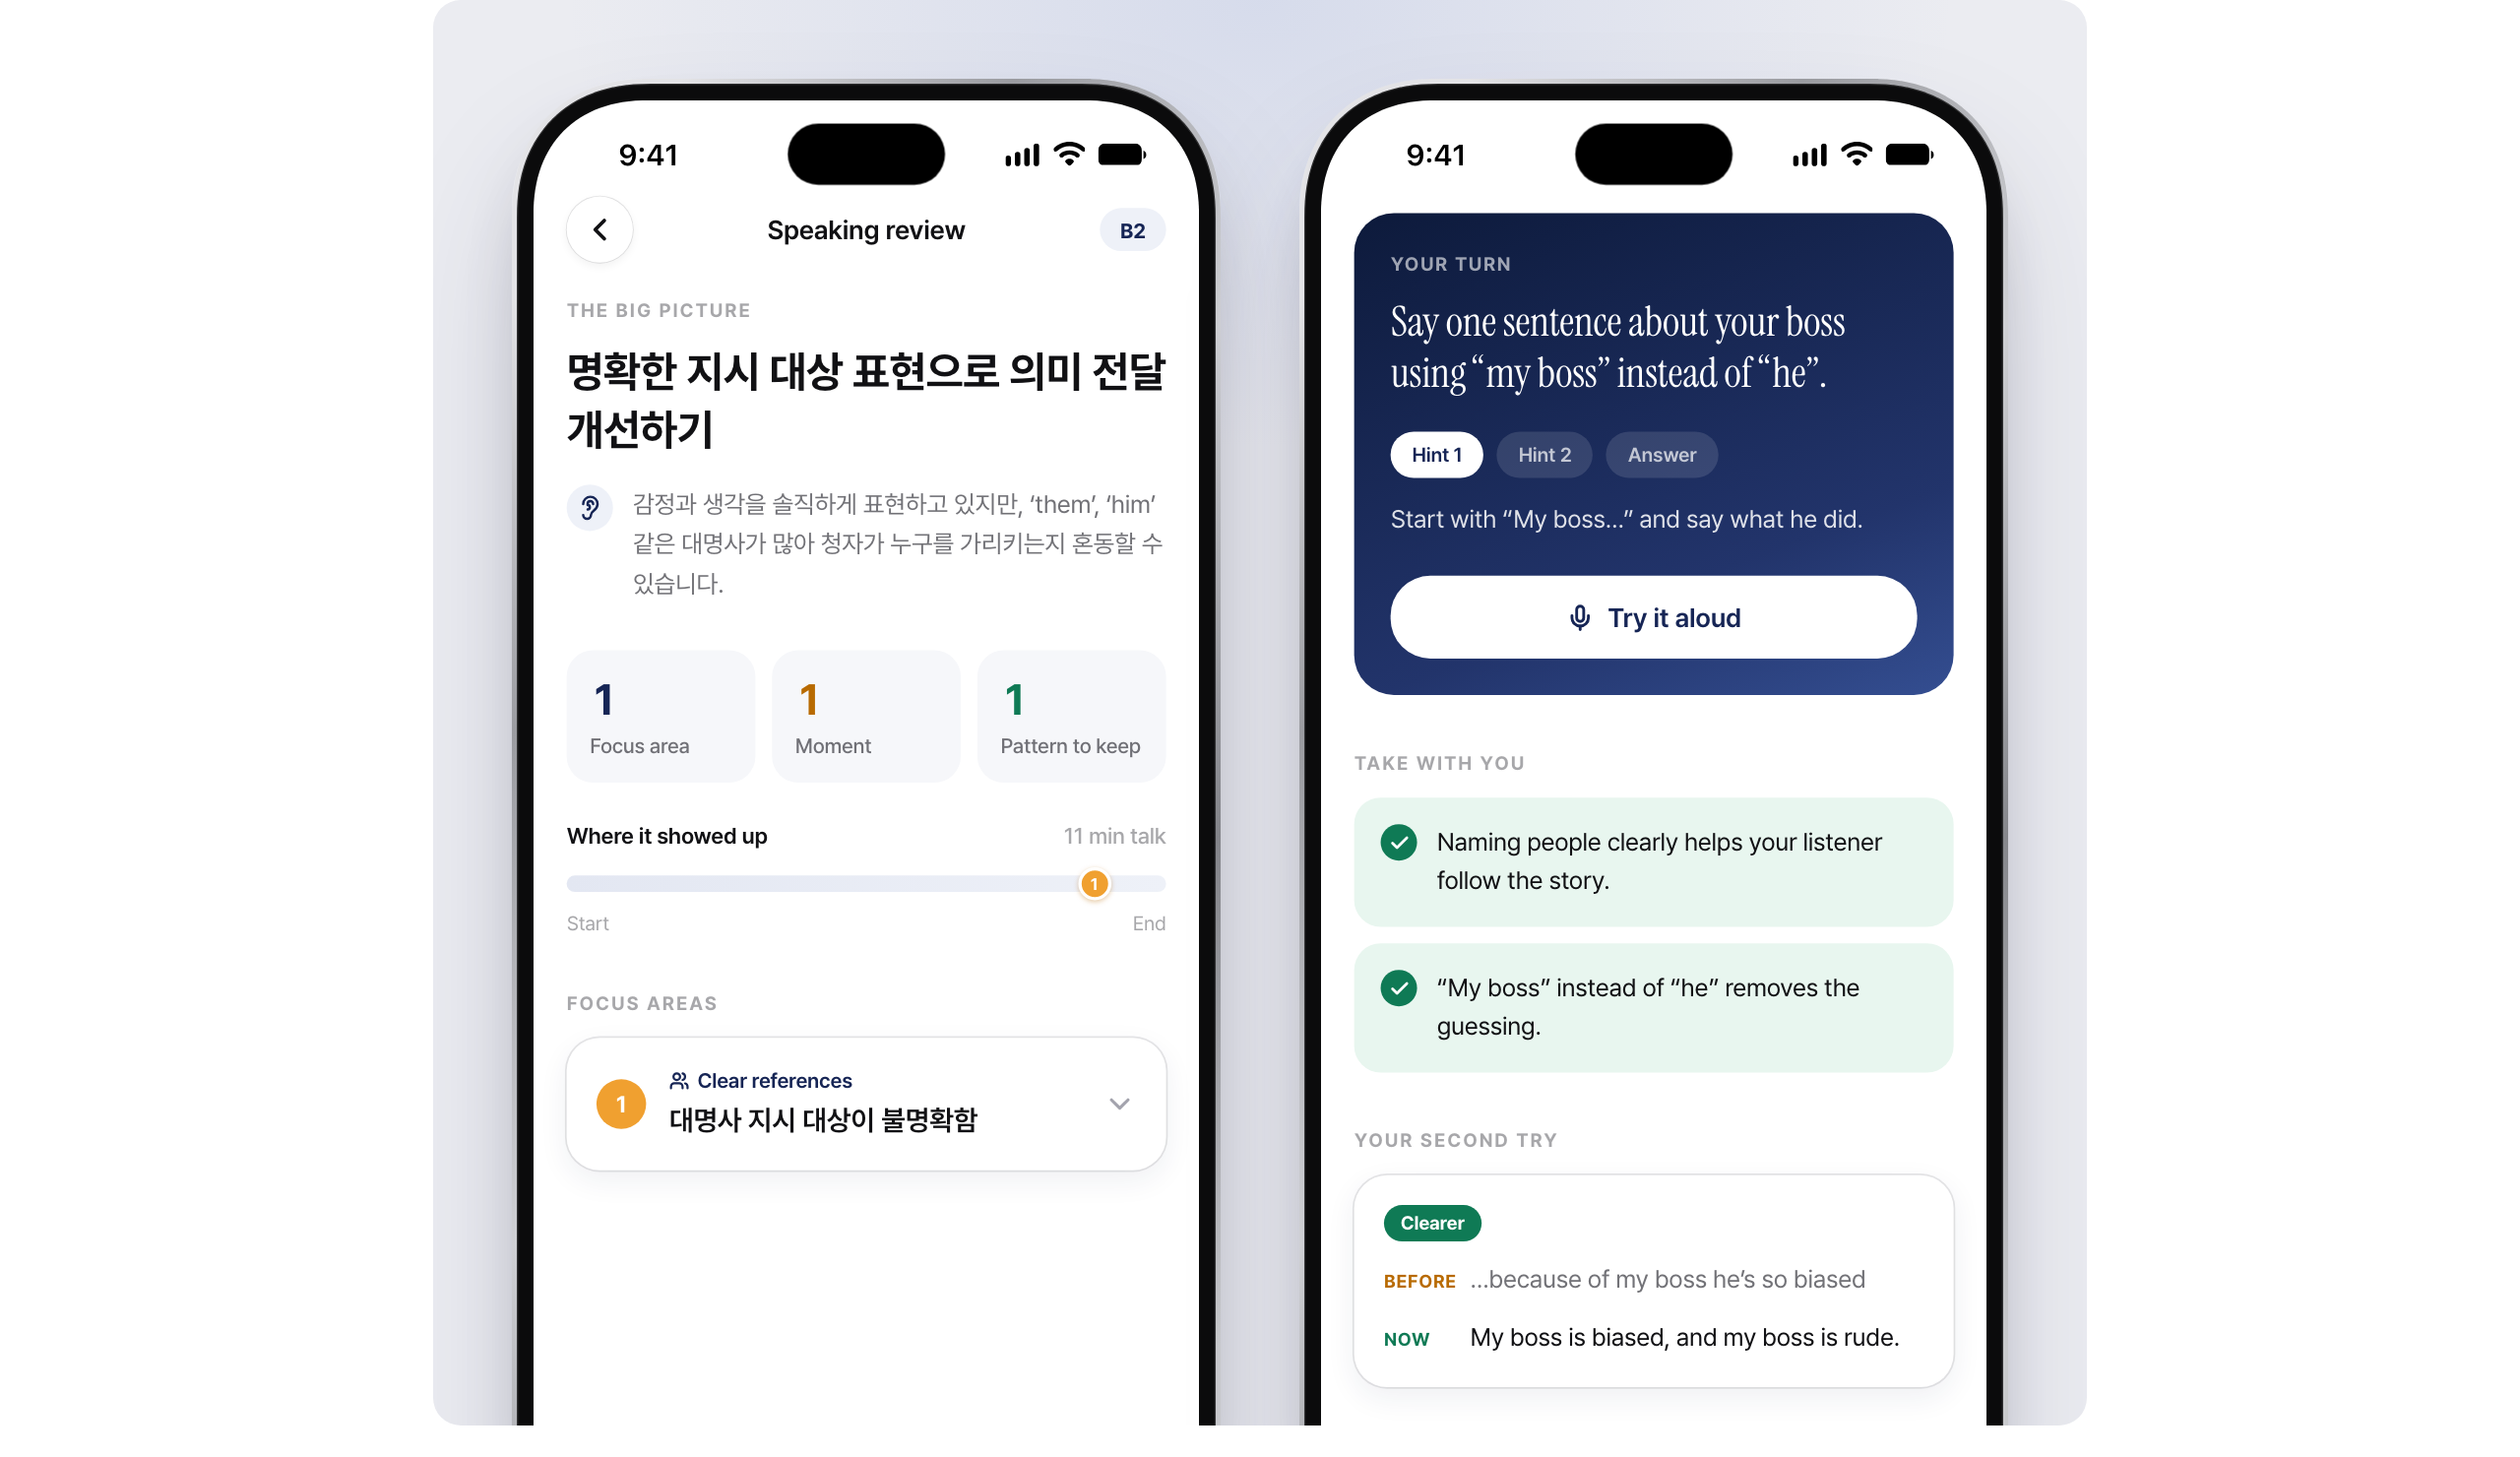 9:41
Speaking review
B2
THE BIG PICTURE
명확한 지시 대상 표현으로 의미 전달
개선하기
감정과 생각을 솔직하게 표현하고 있지만, ‘them’, ‘him’
같은 대명사가 많아 청자가 누구를 가리키는지 혼동할 수
있습니다.
1
Focus area
1
Moment
1
Pattern to keep
Where it showed up
11 min talk
1
Start
End
FOCUS AREAS
1
Clear references
대명사 지시 대상이 불명확함
9:41
YOUR TURN
Say one sentence about your boss
using “my boss” instead of “he”.
Hint 1
Hint 2
Answer
Start with “My boss...” and say what he did.
Try it aloud
TAKE WITH YOU
Naming people clearly helps your listener
follow the story.
“My boss” instead of “he” removes the
guessing.
YOUR SECOND TRY
Clearer
BEFORE ...because of my boss he’s so biased
NOW My boss is biased, and my boss is rude.